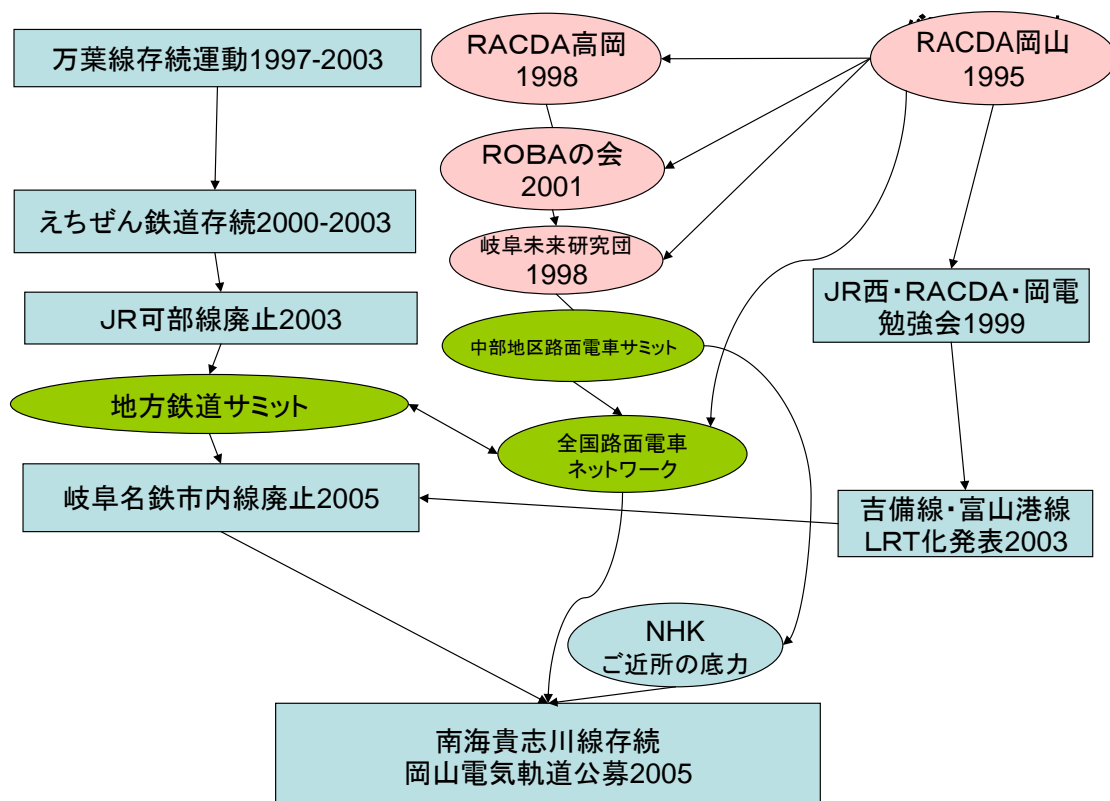 万葉線存続運動1997-2003
RACDA高岡
1998
RACDA岡山
1995
ROBAの会
2001
えちぜん鉄道存続2000-2003
岐阜未来研究団
1998
JR西・RACDA・岡電
勉強会1999
JR可部線廃止2003
中部地区路面電車サミット
地方鉄道サミット
全国路面電車
ネットワーク
岐阜名鉄市内線廃止2005
吉備線・富山港線
LRT化発表2003
NHK
ご近所の底力
南海貴志川線存続
岡山電気軌道公募2005